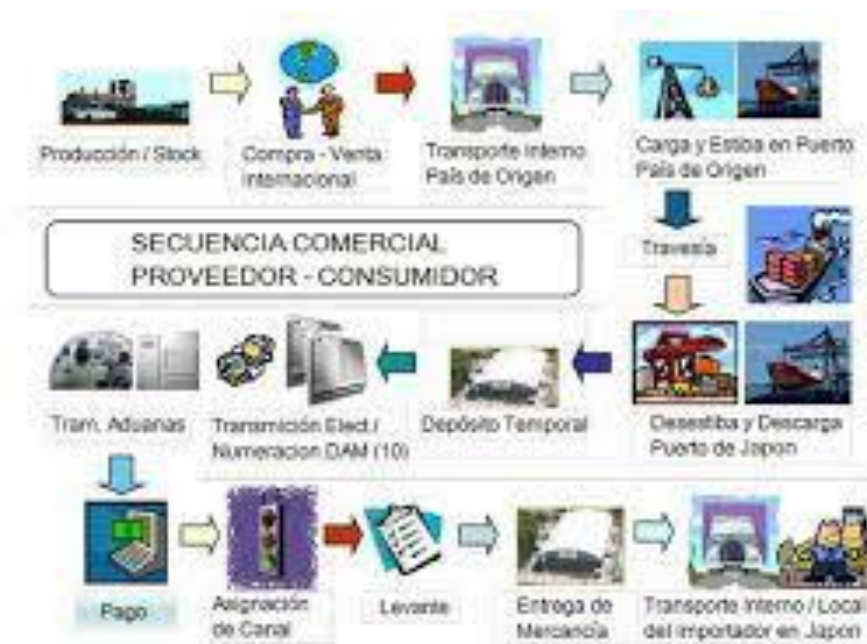 Producción / Stock
Compra - Venta
Internacional
Transporte Interno
País de Origen
Carga y Estiba en Puerto
País de Origen
SECUENCIA COMERCIAL
PROVEEDOR - CONSUMIDOR
Travesía
Tram. Aduanas
Transmición Elect /
Numeracion DAM (10)
Depósito Temporal
Desestiba y Descarga
Puerto de Japon
Pago
Asignación
de Canal
Levante
Entrega de
Mercancía
Transporte Interno / Local
del Importador en Japon